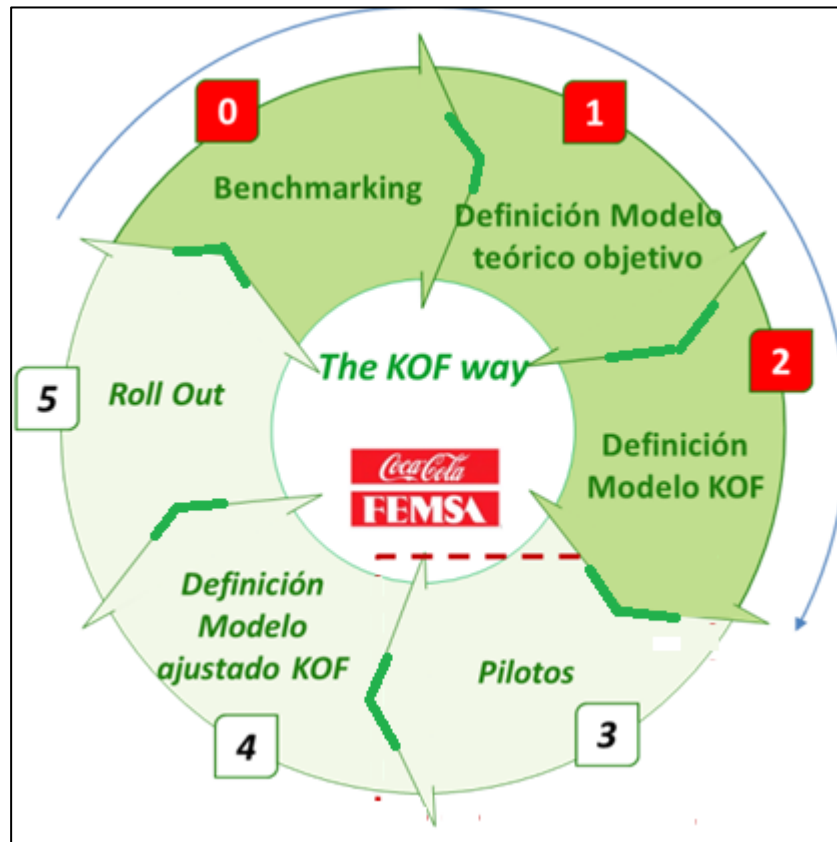 0
Benchmarking
1
Definición Modelo
teórico objetivo
2
Definición
Modelo KOF
3
Pilotos
4
Definición
Modelo
ajustado KOF
5
Roll Out
The KOF way
Coca-Cola
FEMSA